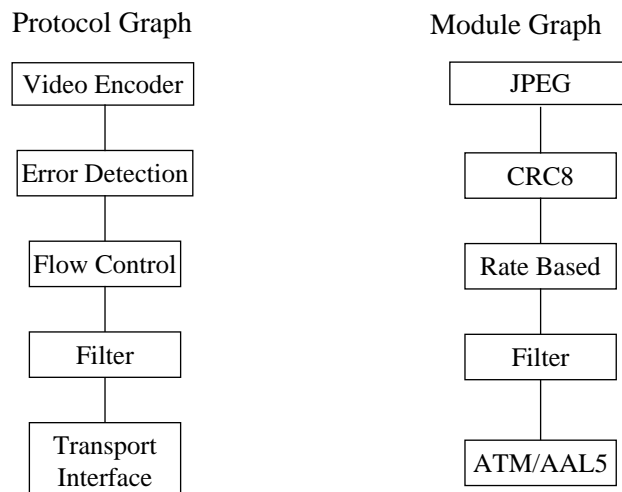 Protocol Graph
Video Encoder
Error Detection
Flow Control
Filter
Transport
Interface
Module Graph
JPEG
CRC8
Rate Based
Filter
ATM/AAL5